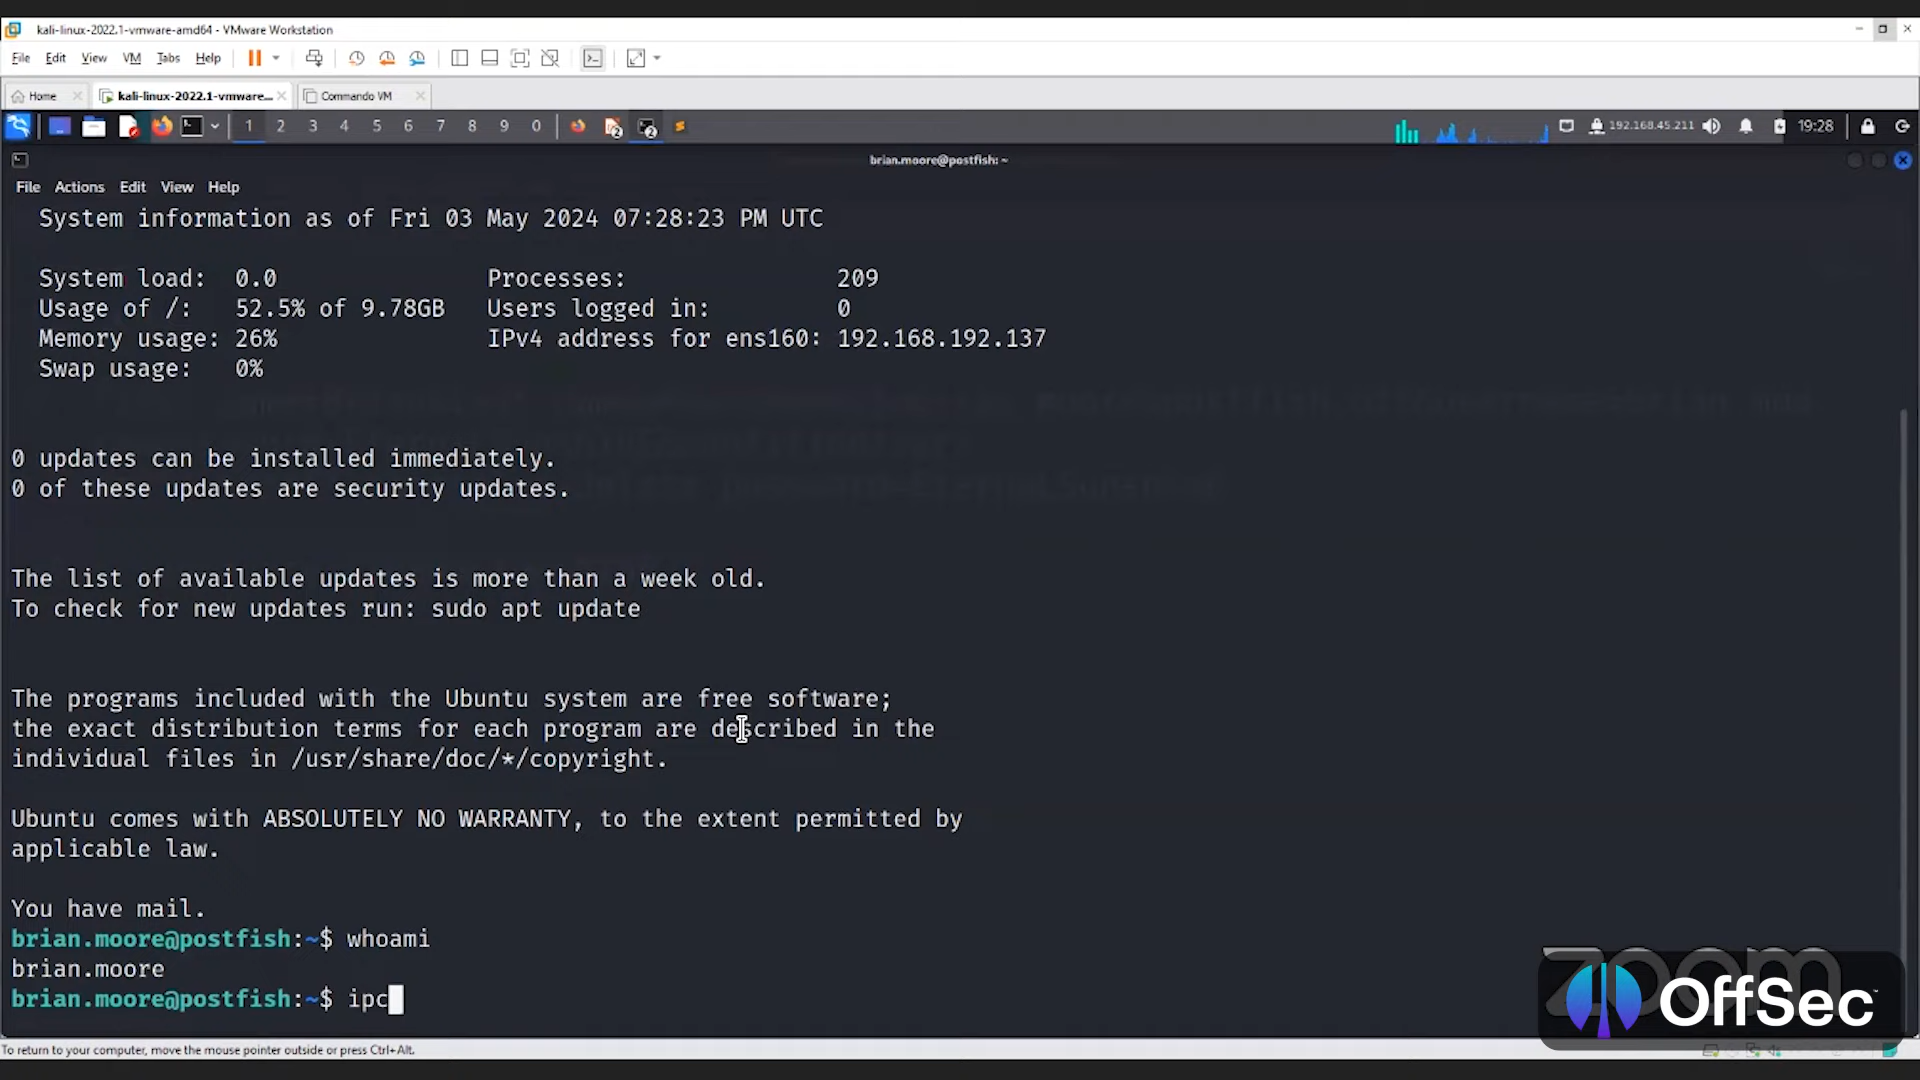 kali-linux-2022.1-vmware-amd64 - VMware Workstation
File Edit View VM Tabs Help
Home kali-linux-2022.1-vmware... Commando VM
1 2 3 4 5 6 7 8 9 0 2 2 192.168.45.211 19:28
brian.moore@postfish: ~
File Actions Edit View Help
System information as of Fri 03 May 2024 07:28:23 PM UTC
System load: 0.0 Processes: 209
Usage of /: 52.5% of 9.78GB Users logged in: 0
Memory usage: 26% IPv4 address for ens160: 192.168.192.137
Swap usage: 0%
0 updates can be installed immediately.
0 of these updates are security updates.
The list of available updates is more than a week old.
To check for new updates run: sudo apt update
The programs included with the Ubuntu system are free software;
the exact distribution terms for each program are described in the
individual files in /usr/share/doc/*/copyright.
Ubuntu comes with ABSOLUTELY NO WARRANTY, to the extent permitted by
applicable law.
You have mail.
brian.moore@postfish:~$ whoami
brian.moore
brian.moore@postfish:~$ ipc
zoom
OffSec™
To return to your computer, move the mouse pointer outside or press Ctrl+Alt.